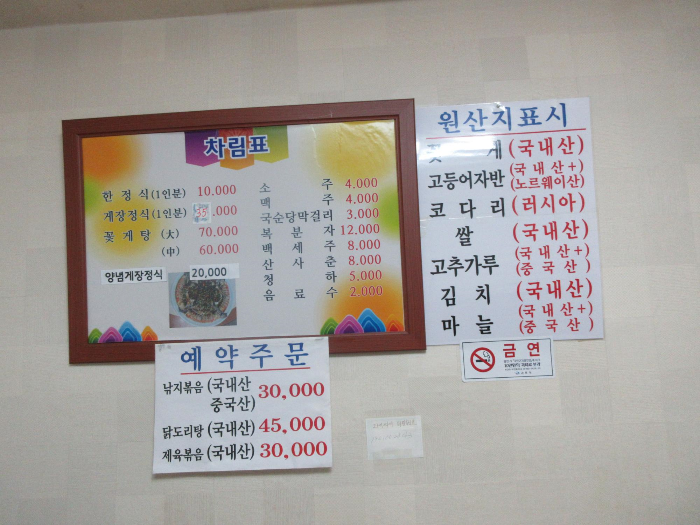 차림표
한 정 식 (1인분) 10.000
게장정식 (1인분) 35.000
꽃 게 탕 (大) 70.000
(中) 60.000
양념게장정식 20,000
소 주 4.000
맥 주 4.000
국순당막걸리 3.000
복 분 자 12.000
백 세 주 8.000
산 사 춘 8.000
청 하 5.000
음 료 수 2.000
원산지표시
꽃 게 (국내산)
고등어자반 (국내산+)
(노르웨이산)
코 다 리 (러시아)
쌀 (국내산)
고추가루 (국내산+)
(중국산)
김 치 (국내산)
마 늘 (국내산+)
(중국산)
금 연
예 약 주 문
낙지볶음 (국내산 30,000
중국산)
닭도리탕 (국내산) 45,000
제육볶음 (국내산) 30,000